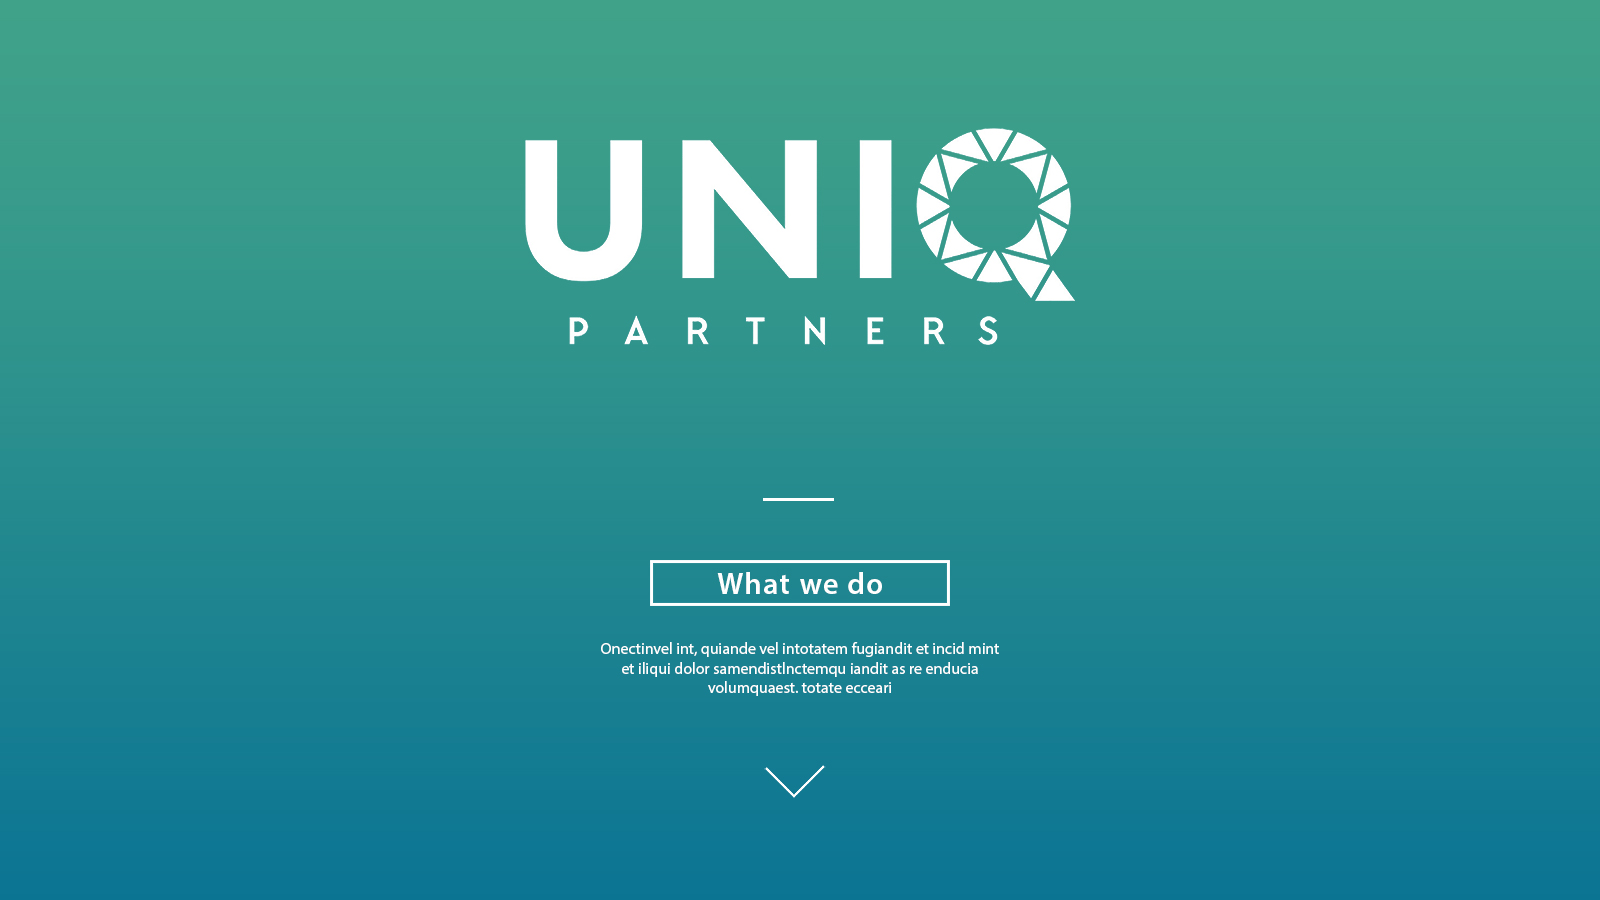 UNIQ
PARTNERS
What we do
Onectinvel int, quiande vel intotatem fugiandit et incid mint
et iliqui dolor samendistInctemqu iandit as re enducia
volumquaest. totate ecceari